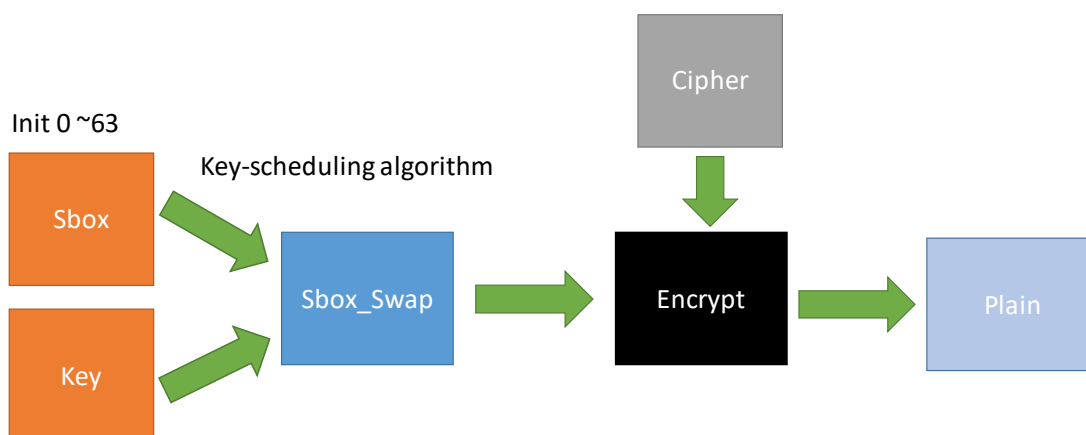 Cipher
Init 0 ~63
Key-scheduling algorithm
Sbox
Sbox_Swap
Encrypt
Plain
Key